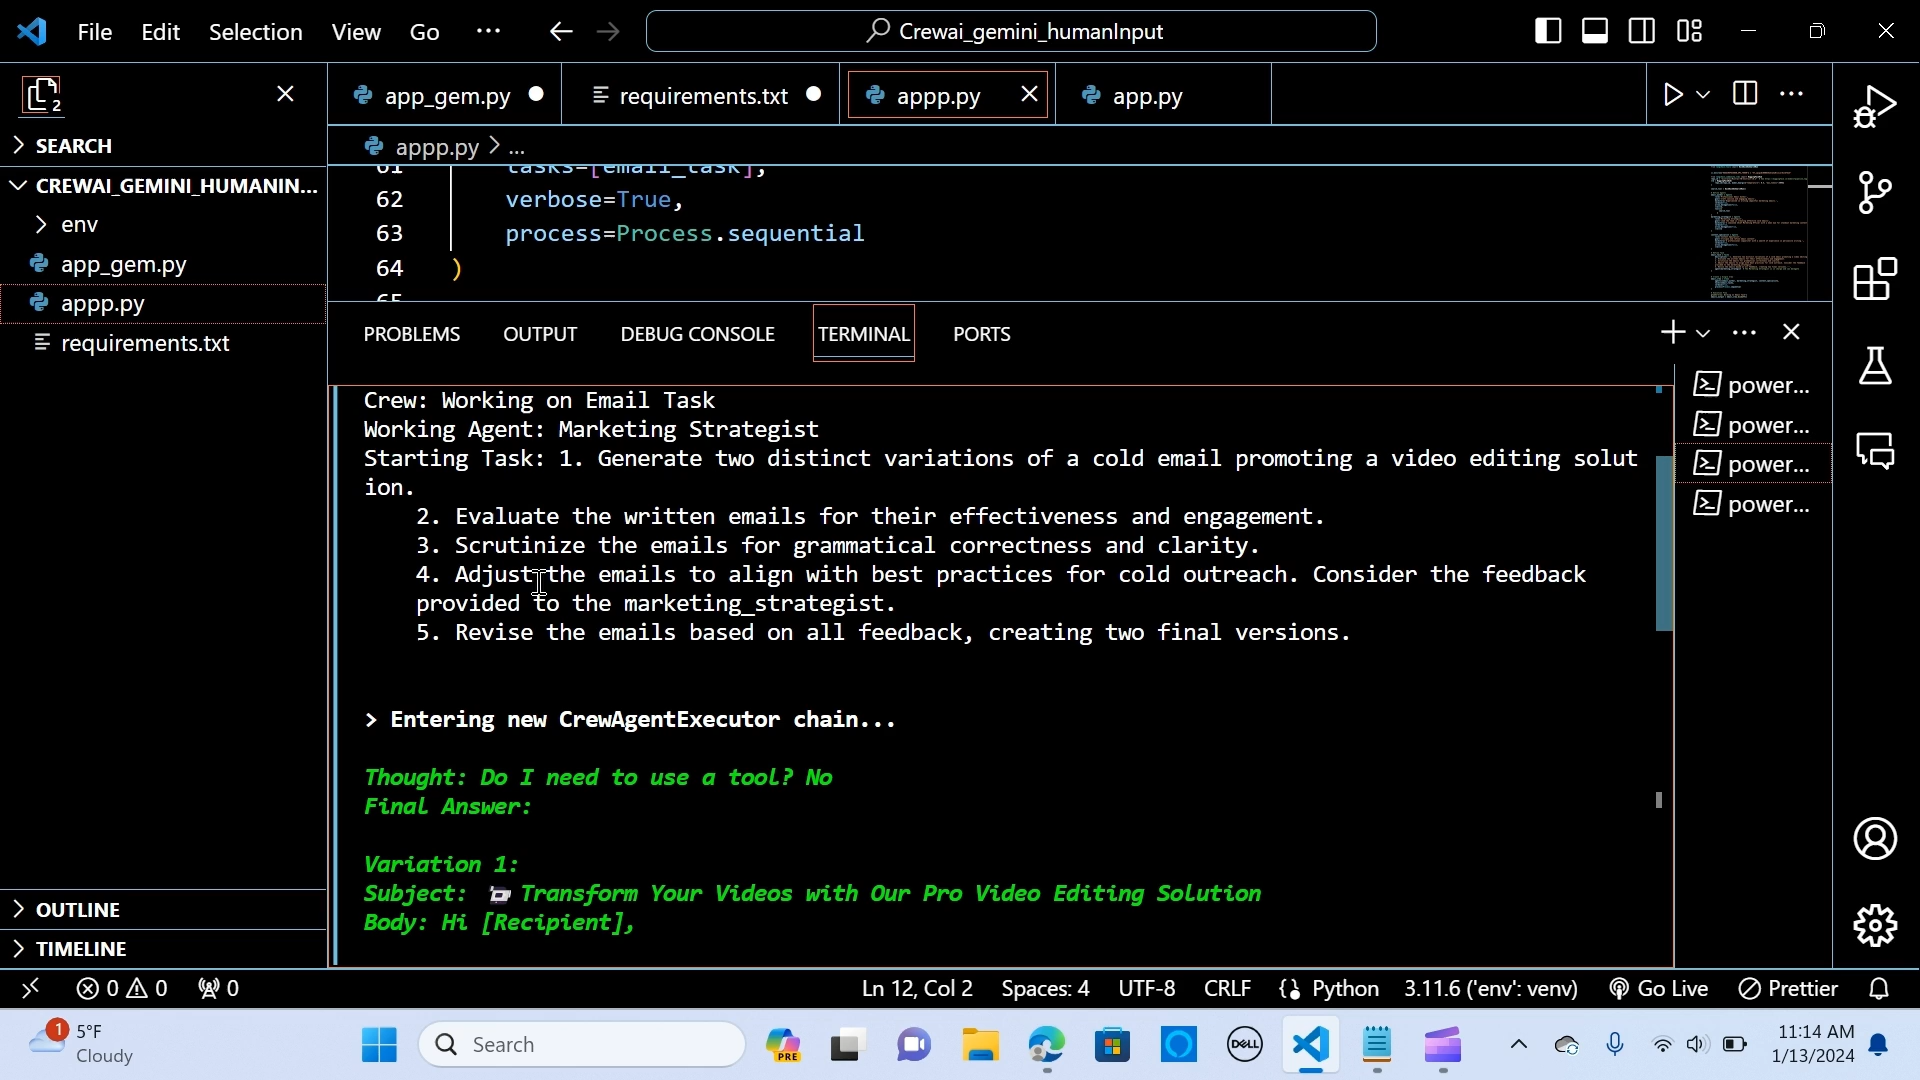 File Edit Selection View Go ...
Crewai_gemini_humanInput
2
SEARCH
CREWAI_GEMINI_HUMANIN...
env
app_gem.py
appp.py
requirements.txt
OUTLINE
TIMELINE
app_gem.py requirements.txt appp.py app.py
appp.py > ...
61 tasks=[email_task],
62 verbose=True,
63 process=Process.sequential
64 )
65
PROBLEMS OUTPUT DEBUG CONSOLE TERMINAL PORTS
power...
power...
power...
power...
Crew: Working on Email Task
Working Agent: Marketing Strategist
Starting Task: 1. Generate two distinct variations of a cold email promoting a video editing solut
ion.
2. Evaluate the written emails for their effectiveness and engagement.
3. Scrutinize the emails for grammatical correctness and clarity.
4. Adjust the emails to align with best practices for cold outreach. Consider the feedback
provided to the marketing_strategist.
5. Revise the emails based on all feedback, creating two final versions.
> Entering new CrewAgentExecutor chain...
Thought: Do I need to use a tool? No
Final Answer:
Variation 1:
Subject: Transform Your Videos with Our Pro Video Editing Solution
Body: Hi [Recipient],
0 0 0 Ln 12, Col 2 Spaces: 4 UTF-8 CRLF Python 3.11.6 ('env': venv) Go Live Prettier
1 5°F
Cloudy
Search
PRE
DELL
11:14 AM
1/13/2024